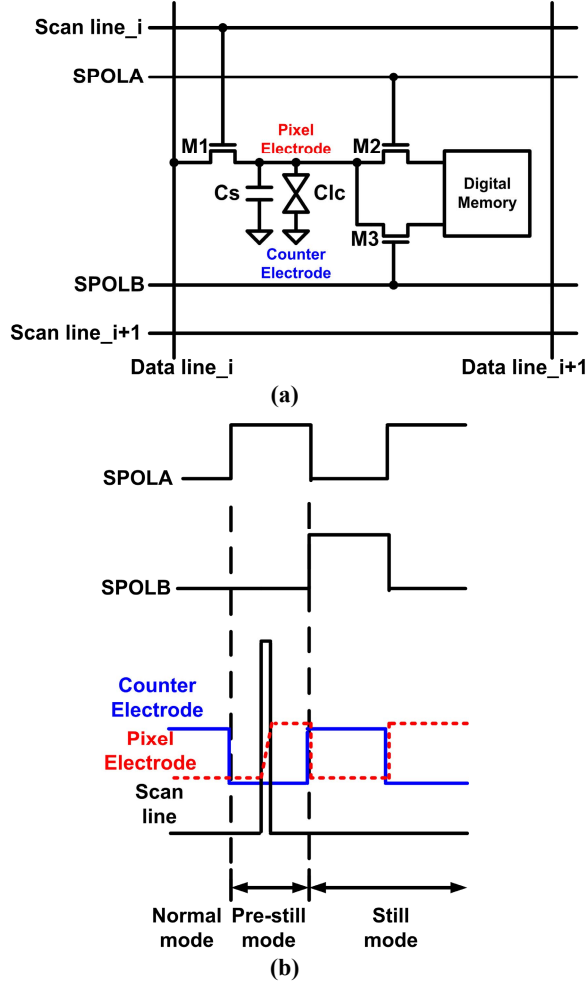 Scan line_i
SPOLA
M1
Pixel
Electrode
M2
Digital
Memory
Cs
Clc
M3
Counter
Electrode
SPOLB
Scan line_i+1
Data line_i
Data line_i+1
(a)
SPOLA
SPOLB
Counter
Electrode
Pixel
Electrode
Scan
line
Normal
mode
Pre-still
mode
Still
mode
(b)